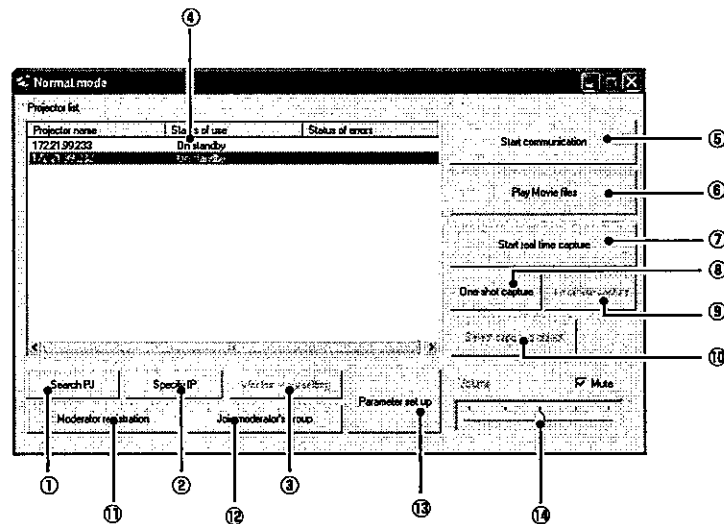 ④
Normal mode
Projector list
Projector name Status of use Status of errors
172.21.99.233 On standby
On standby
Start communication
⑤
Play Movie files
⑥
Start real time capture
⑦
One shot capture
⑧
⑨
⑩
Search PJ Specify IP
Parameter set up
Volume Mute
Moderator registration Join moderator's group
① ⑪ ② ⑫ ③ ⑬ ⑭